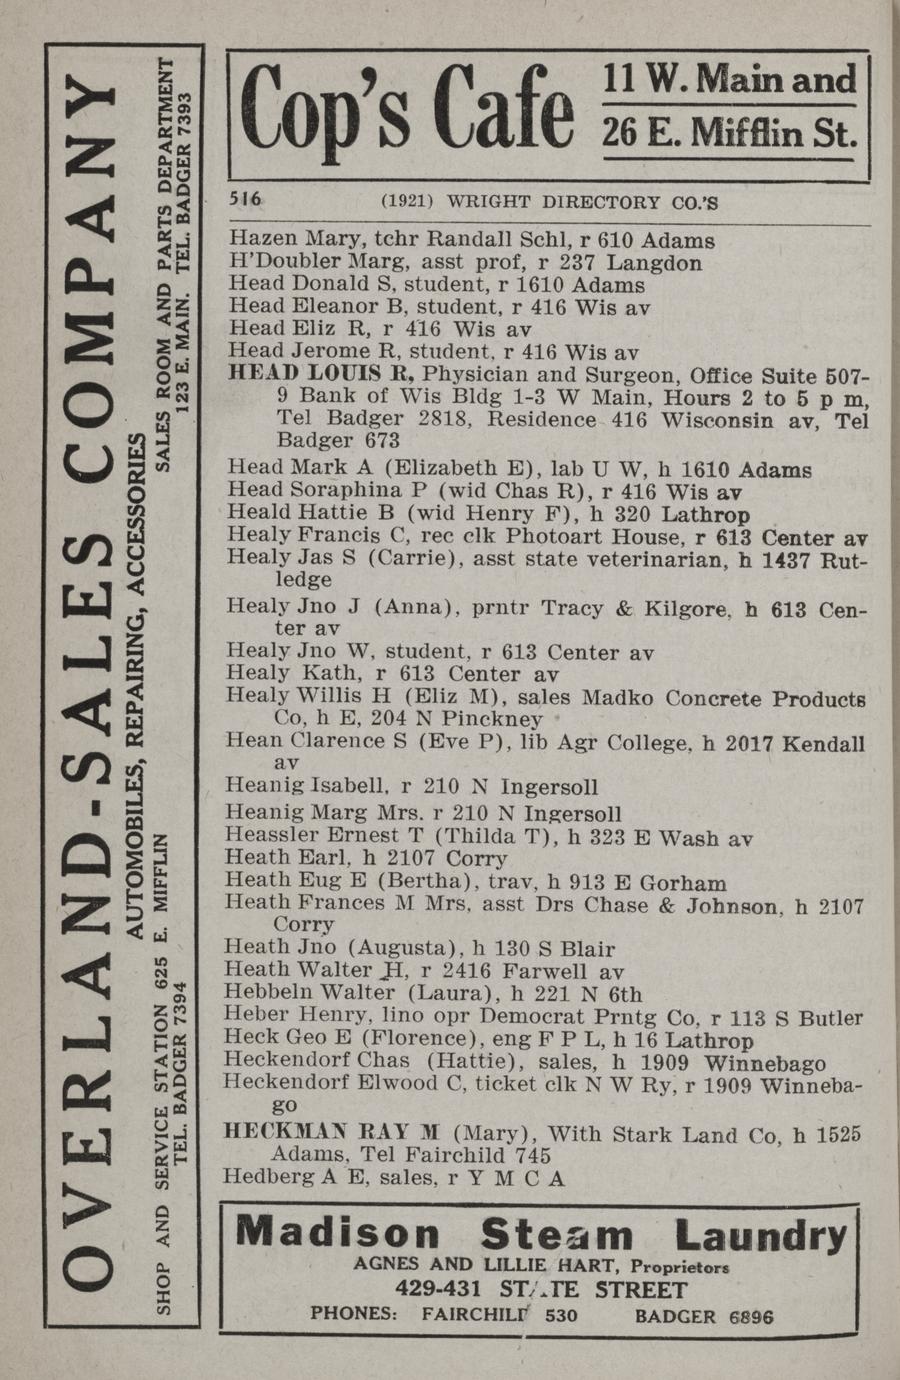 Cop's Cafe
11 W. Main and
26 E. Mifflin St.
516 (1921) WRIGHT DIRECTORY CO.'S
Hazen Mary, tchr Randall Schl, r 610 Adams
H'Doubler Marg, asst prof, r 237 Langdon
Head Donald S, student, r 1610 Adams
Head Eleanor B, student, r 416 Wis av
Head Eliz R, r 416 Wis av
Head Jerome R, student, r 416 Wis av
HEAD LOUIS R, Physician and Surgeon, Office Suite 507-
9 Bank of Wis Bldg 1-3 W Main, Hours 2 to 5 p m,
Tel Badger 2818, Residence 416 Wisconsin av, Tel
Badger 673
Head Mark A (Elizabeth E), lab U W, h 1610 Adams
Head Soraphina P (wid Chas R), r 416 Wis av
Heald Hattie B (wid Henry F), h 320 Lathrop
Healy Francis C, rec clk Photoart House, r 613 Center av
Healy Jas S (Carrie), asst state veterinarian, h 1437 Rut-
ledge
Healy Jno J (Anna), prntr Tracy & Kilgore, h 613 Cen-
ter av
Healy Jno W, student, r 613 Center av
Healy Kath, r 613 Center av
Healy Willis H (Eliz M), sales Madko Concrete Products
Co, h E, 204 N Pinckney
Hean Clarence S (Eve P), lib Agr College, h 2017 Kendall
av
Heanig Isabell, r 210 N Ingersoll
Heanig Marg Mrs. r 210 N Ingersoll
Heassler Ernest T (Thilda T), h 323 E Wash av
Heath Earl, h 2107 Corry
Heath Eug E (Bertha), trav, h 913 E Gorham
Heath Frances M Mrs, asst Drs Chase & Johnson, h 2107
Corry
Heath Jno (Augusta), h 130 S Blair
Heath Walter H, r 2416 Farwell av
Hebbeln Walter (Laura), h 221 N 6th
Heber Henry, lino opr Democrat Prntg Co, r 113 S Butler
Heck Geo E (Florence), eng F P L, h 16 Lathrop
Heckendorf Chas (Hattie), sales, h 1909 Winnebago
Heckendorf Elwood C, ticket clk N W Ry, r 1909 Winneba-
go
HECKMAN RAY M (Mary), With Stark Land Co, h 1525
Adams, Tel Fairchild 745
Hedberg A E, sales, r Y M C A
Madison Steam Laundry
AGNES AND LILLIE HART, Proprietors
429-431 STATE STREET
PHONES: FAIRCHILD 530 BADGER 6896
OVERLAND-SALES COMPANY
AUTOMOBILES, REPAIRING, ACCESSORIES
SHOP AND SERVICE STATION 625 E. MIFFLIN
TEL. BADGER 7394
SALES ROOM AND PARTS DEPARTMENT
123 E. MAIN. TEL. BADGER 7393